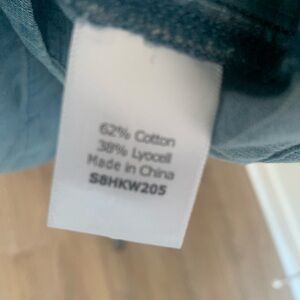 62% Cotton
38% Lyocell
Made in China
S8HKW205